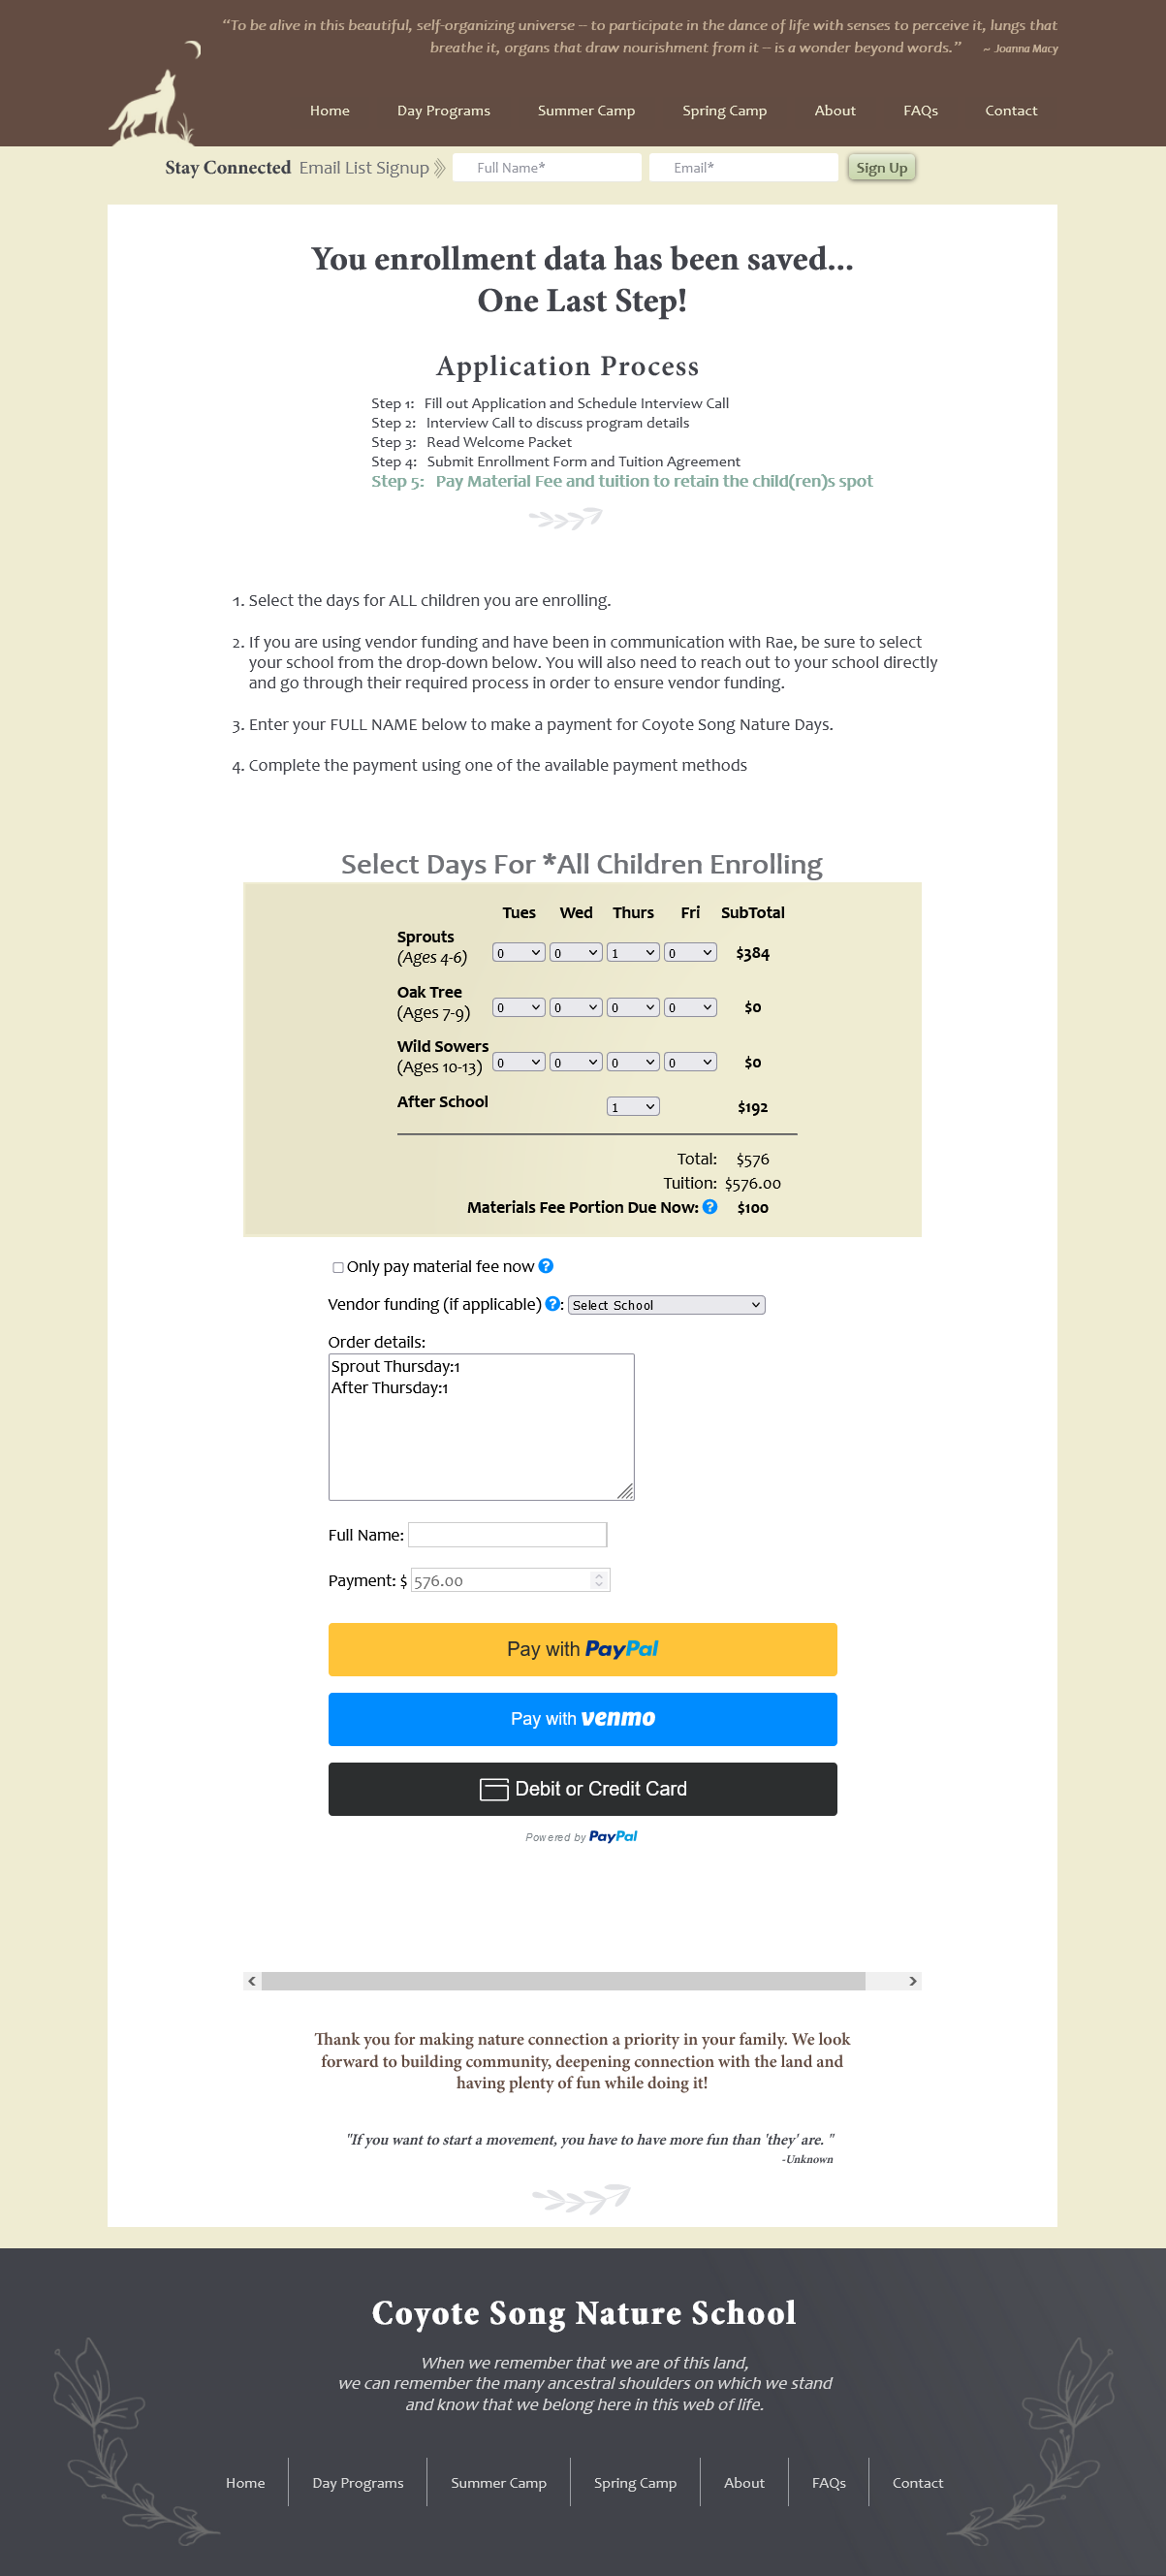 “To be alive in this beautiful, self-organizing universe – to participate in the dance of life with senses to perceive it, lungs that
breathe it, organs that draw nourishment from it – is a wonder beyond words.” ~ Joanna Macy
Home Day Programs Summer Camp Spring Camp About FAQs Contact
Stay Connected Email List Signup Full Name* Email* Sign Up
You enrollment data has been saved...
One Last Step!
Application Process
Step 1: Fill out Application and Schedule Interview Call
Step 2: Interview Call to discuss program details
Step 3: Read Welcome Packet
Step 4: Submit Enrollment Form and Tuition Agreement
Step 5: Pay Material Fee and tuition to retain the child(ren)s spot
1. Select the days for ALL children you are enrolling.
2. If you are using vendor funding and have been in communication with Rae, be sure to select
your school from the drop-down below. You will also need to reach out to your school directly
and go through their required process in order to ensure vendor funding.
3. Enter your FULL NAME below to make a payment for Coyote Song Nature Days.
4. Complete the payment using one of the available payment methods
Select Days For *All Children Enrolling
Tues Wed Thurs Fri SubTotal
Sprouts
(Ages 4-6) 0 0 1 0 $384
Oak Tree
(Ages 7-9) 0 0 0 0 $0
Wild Sowers
(Ages 10-13) 0 0 0 0 $0
After School 1 $192
Total: $576
Tuition: $576.00
Materials Fee Portion Due Now: ? $100
Only pay material fee now ?
Vendor funding (if applicable) ?: Select School
Order details:
Sprout Thursday:1
After Thursday:1
Full Name:
Payment: $ 576.00
Pay with PayPal
Pay with venmo
Debit or Credit Card
Powered by PayPal
Thank you for making nature connection a priority in your family. We look
forward to building community, deepening connection with the land and
having plenty of fun while doing it!
"If you want to start a movement, you have to have more fun than 'they' are. "
-Unknown
Coyote Song Nature School
When we remember that we are of this land,
we can remember the many ancestral shoulders on which we stand
and know that we belong here in this web of life.
Home Day Programs Summer Camp Spring Camp About FAQs Contact